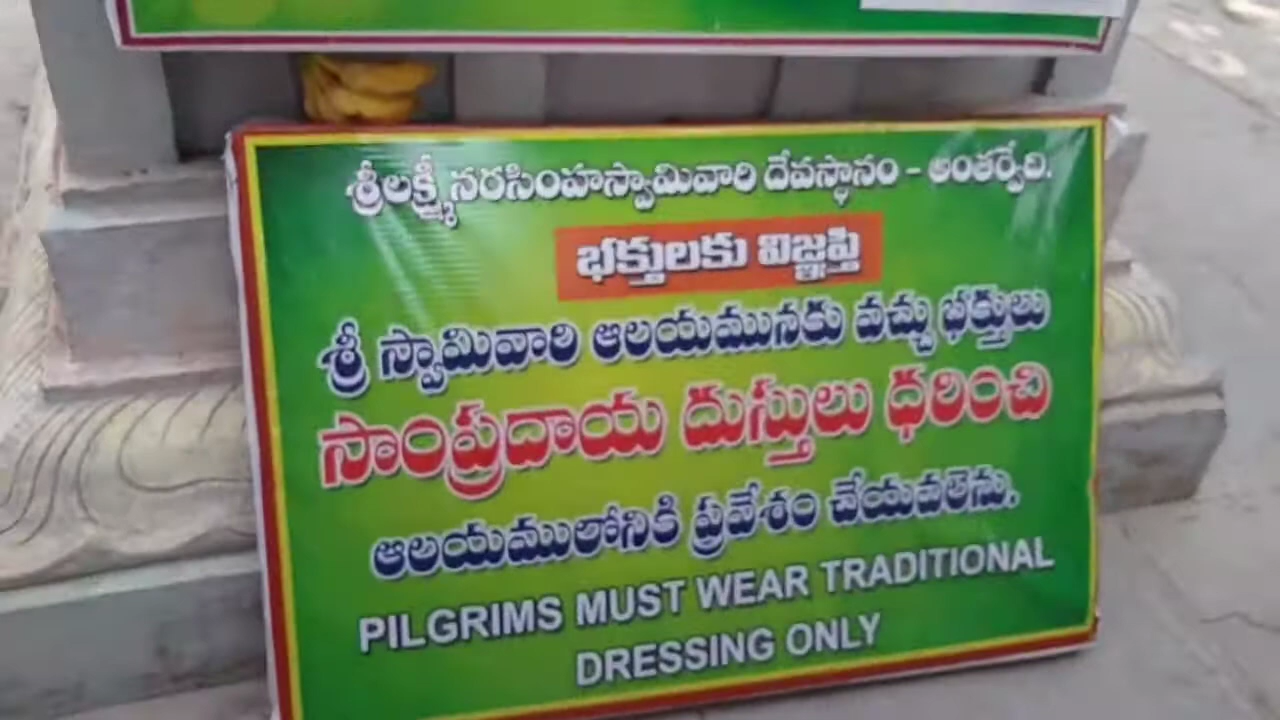 శ్రీలక్ష్మీనరసింహస్వామివారి దేవస్థానం - అంతర్వేది.
భక్తులకు విజ్ఞప్తి
శ్రీ స్వామివారి ఆలయమునకు వచ్చు భక్తులు
సాంప్రదాయ దుస్తులు ధరించి
ఆలయములోనికి ప్రవేశం చేయవలెను.
PILGRIMS MUST WEAR TRADITIONAL
DRESSING ONLY